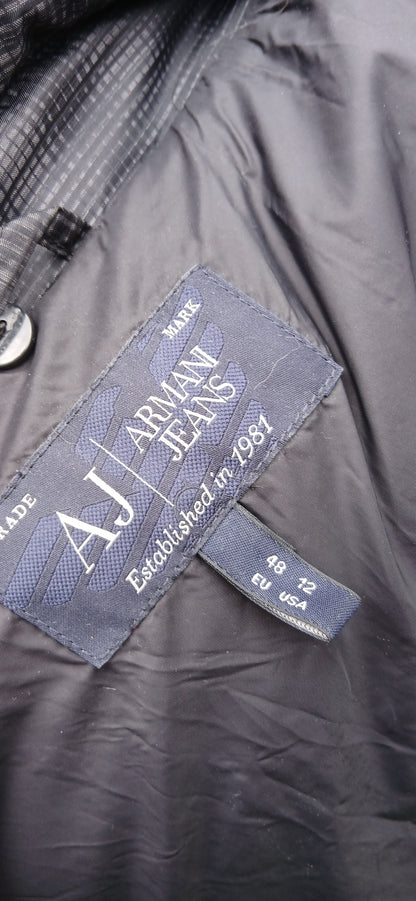 RADE MARK
AJ
ARMANI
JEANS
Established in 1981
48 12
EU USA